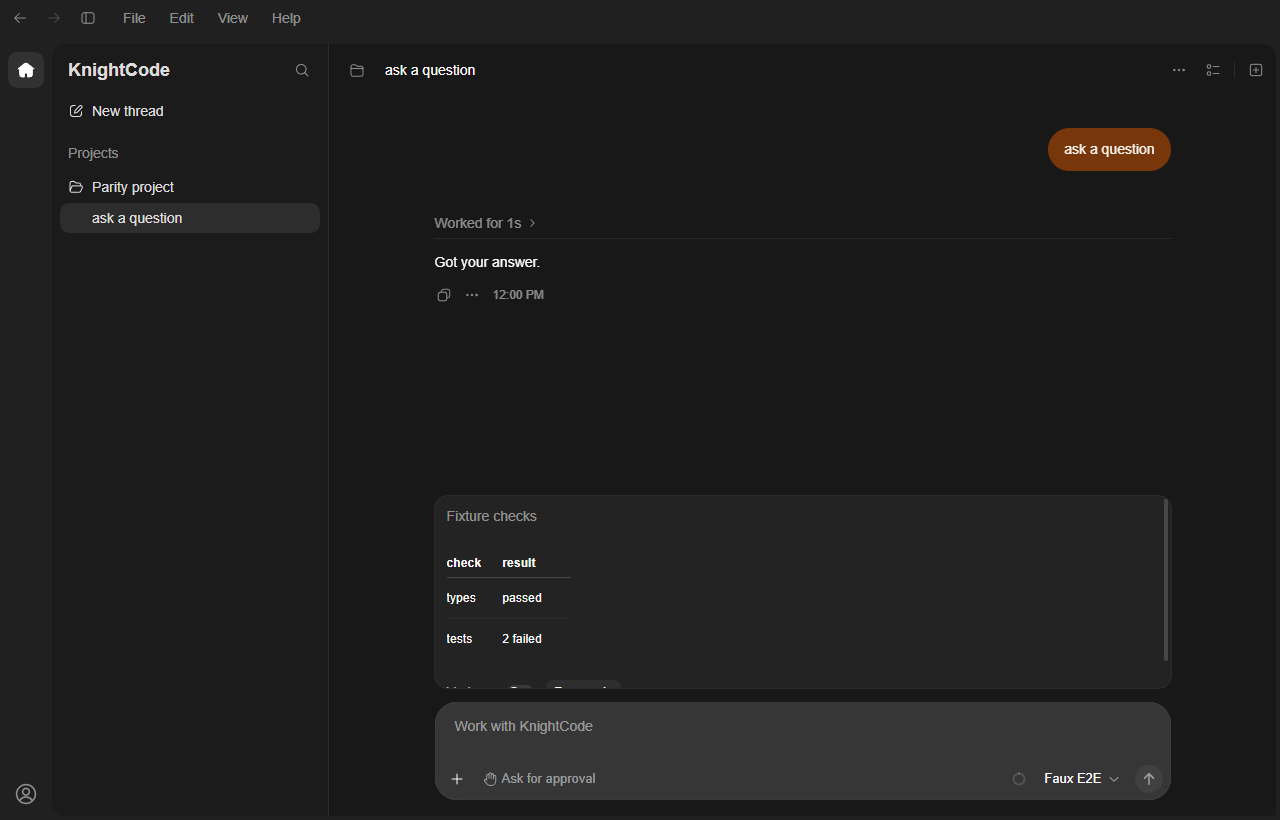 File Edit View Help
KnightCode
New thread
Projects
Parity project
ask a question
ask a question
ask a question
Worked for 1s
Got your answer.
12:00 PM
Fixture checks
check result
types passed
tests 2 failed
Work with KnightCode
Ask for approval
Faux E2E